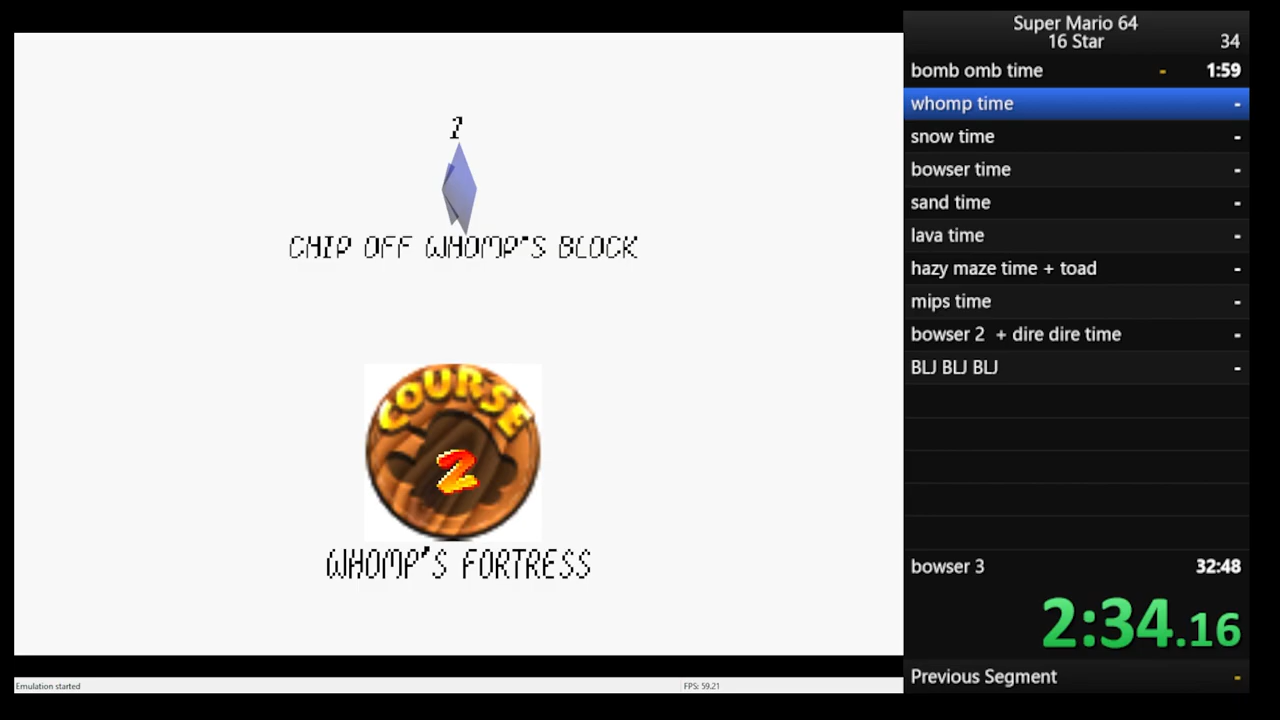 1
CHIP OFF WHOMP'S BLOCK
COURSE
2
WHOMP'S FORTRESS
Emulation started
FPS: 59.21
Super Mario 64
16 Star 34
bomb omb time - 1:59
whomp time -
snow time -
bowser time -
sand time -
lava time -
hazy maze time + toad -
mips time -
bowser 2 + dire dire time -
BLJ BLJ BLJ -
bowser 3 32:48
2:34.16
Previous Segment -